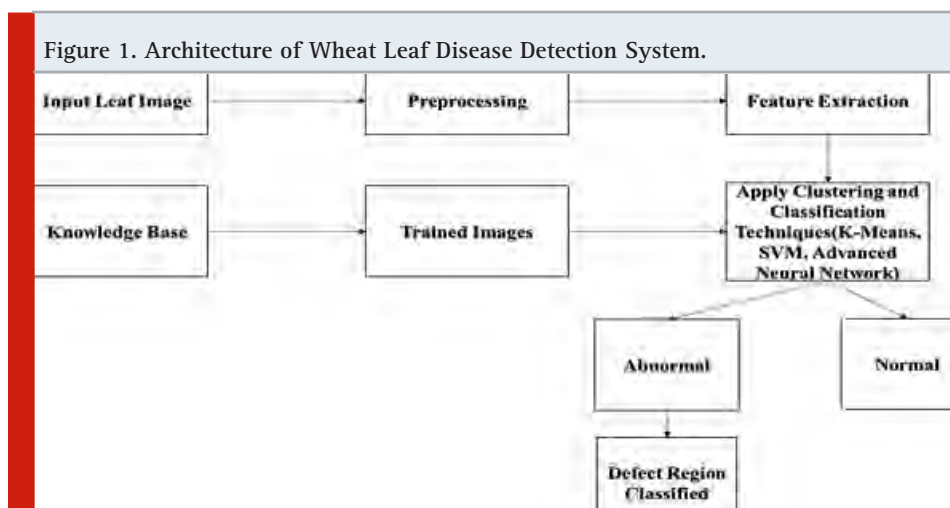 Figure 1. Architecture of Wheat Leaf Disease Detection System.
Input Leaf Image
Preprocessing
Feature Extraction
Knowledge Base
Trained Images
Apply Clustering and
Classification
Techniques(K-Means,
SVM, Advanced
Neural Network)
Abnormal
Normal
Defect Region
Classified